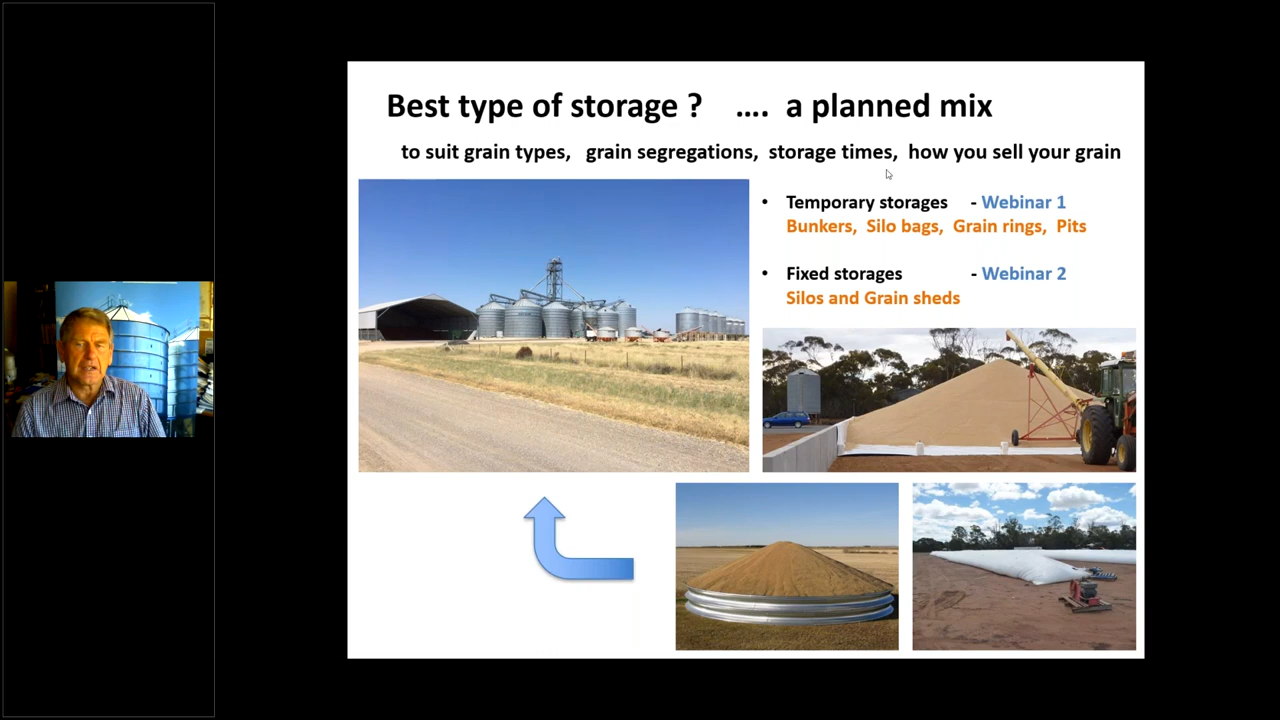 Best type of storage ? .... a planned mix
to suit grain types, grain segregations, storage times, how you sell your grain
• Temporary storages - Webinar 1
Bunkers, Silo bags, Grain rings, Pits
• Fixed storages - Webinar 2
Silos and Grain sheds